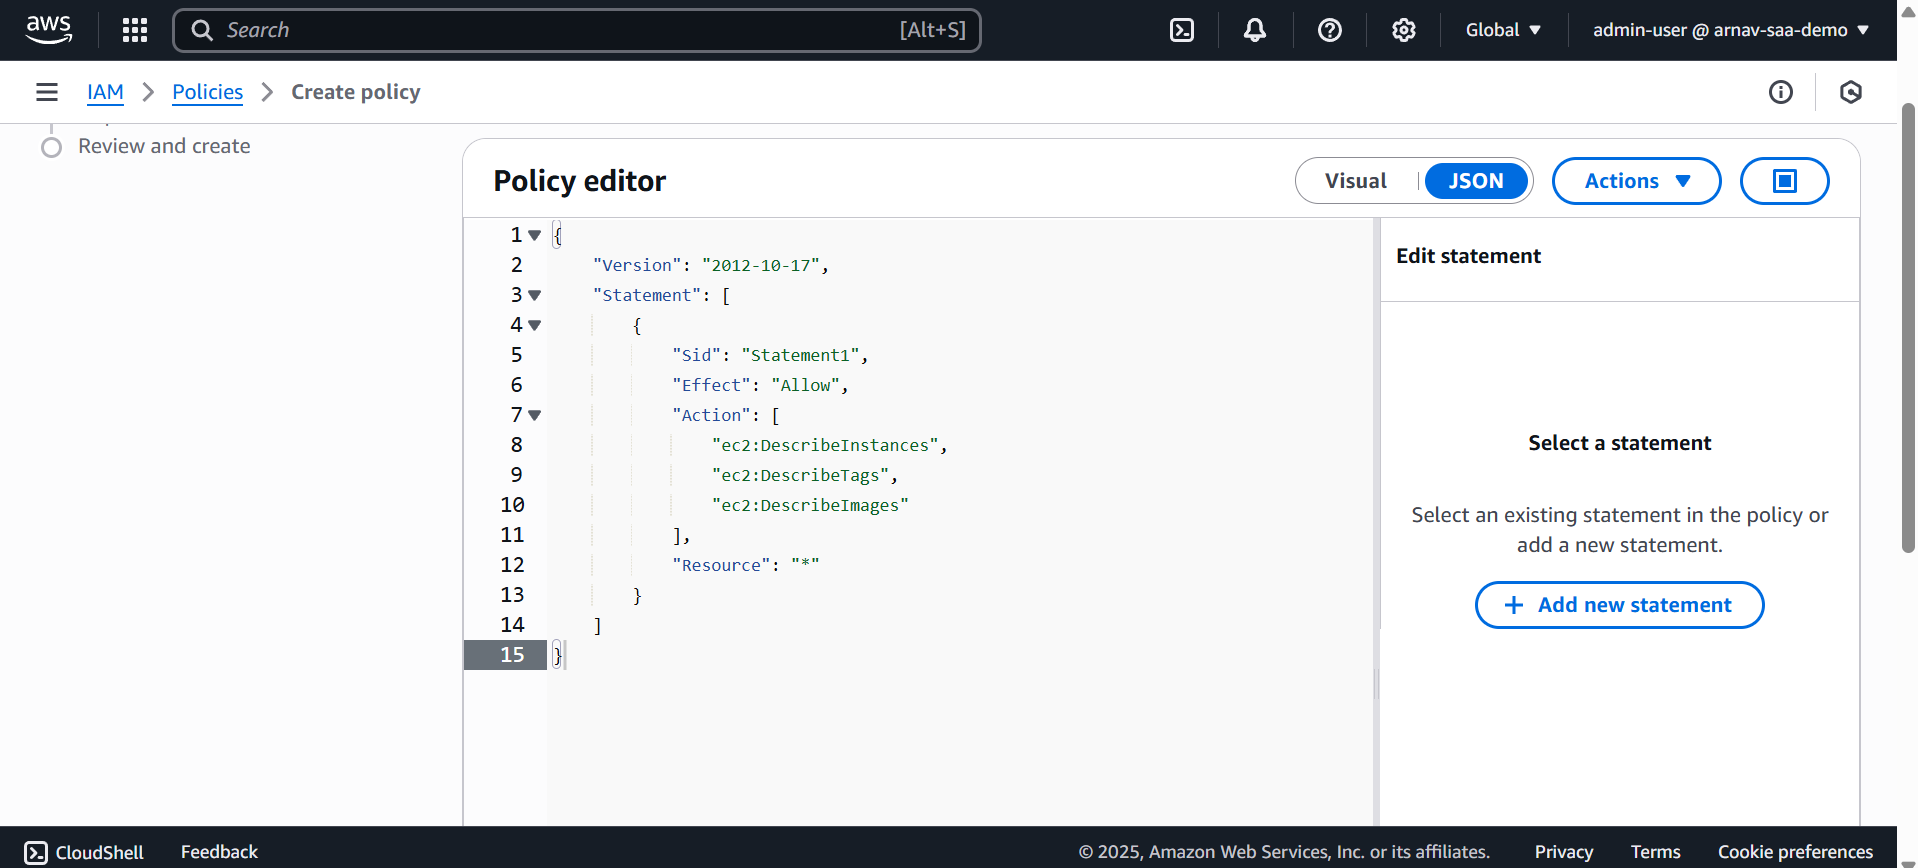 aws
Search [Alt+S]
Global
admin-user @ arnav-saa-demo
IAM
Policies
Create policy
Review and create
Policy editor
Visual
JSON
Actions
1 {
2 "Version": "2012-10-17",
3 "Statement": [
4 {
5 "Sid": "Statement1",
6 "Effect": "Allow",
7 "Action": [
8 "ec2:DescribeInstances",
9 "ec2:DescribeTags",
10 "ec2:DescribeImages"
11 ],
12 "Resource": "*"
13 }
14 ]
15 }
Edit statement
Select a statement
Select an existing statement in the policy or
add a new statement.
+ Add new statement
CloudShell
Feedback
© 2025, Amazon Web Services, Inc. or its affiliates.
Privacy
Terms
Cookie preferences